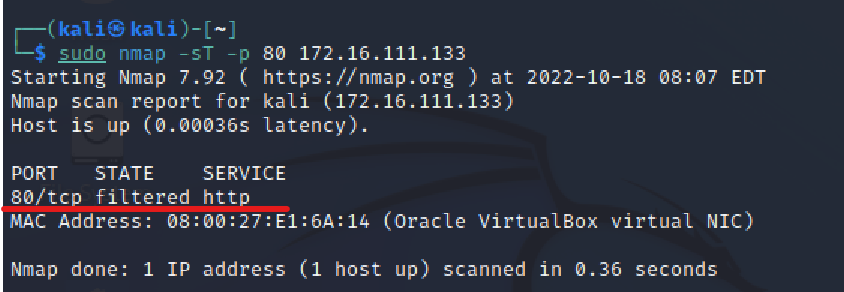 ┌──(kali㉿kali)-[~]
└─$ sudo nmap -sT -p 80 172.16.111.133
Starting Nmap 7.92 ( https://nmap.org ) at 2022-10-18 08:07 EDT
Nmap scan report for kali (172.16.111.133)
Host is up (0.00036s latency).
PORT   STATE    SERVICE
80/tcp filtered http
MAC Address: 08:00:27:E1:6A:14 (Oracle VirtualBox virtual NIC)
Nmap done: 1 IP address (1 host up) scanned in 0.36 seconds